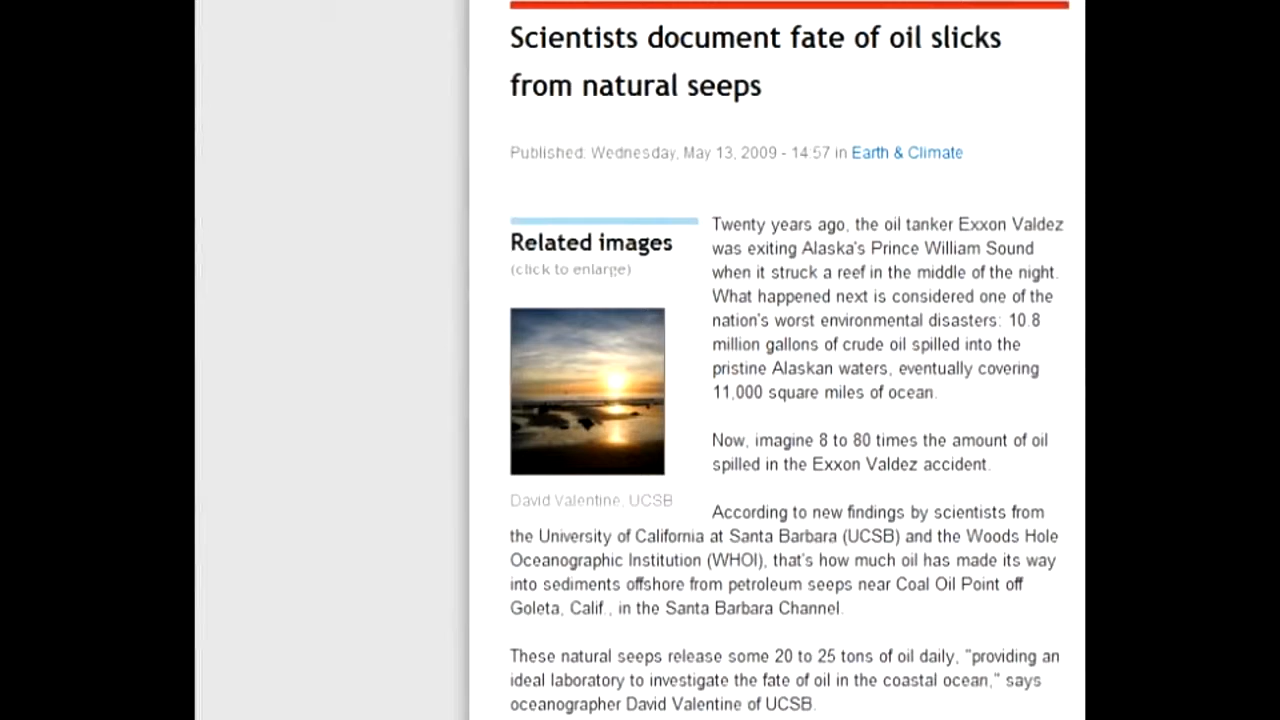 Scientists document fate of oil slicks
from natural seeps
Published: Wednesday, May 13, 2009 - 14:57 in Earth & Climate
Related images
(click to enlarge)
David Valentine, UCSB
Twenty years ago, the oil tanker Exxon Valdez
was exiting Alaska's Prince William Sound
when it struck a reef in the middle of the night.
What happened next is considered one of the
nation's worst environmental disasters: 10.8
million gallons of crude oil spilled into the
pristine Alaskan waters, eventually covering
11,000 square miles of ocean.
Now, imagine 8 to 80 times the amount of oil
spilled in the Exxon Valdez accident.
According to new findings by scientists from
the University of California at Santa Barbara (UCSB) and the Woods Hole
Oceanographic Institution (WHOI), that's how much oil has made its way
into sediments offshore from petroleum seeps near Coal Oil Point off
Goleta, Calif., in the Santa Barbara Channel.
These natural seeps release some 20 to 25 tons of oil daily, "providing an
ideal laboratory to investigate the fate of oil in the coastal ocean," says
oceanographer David Valentine of UCSB.